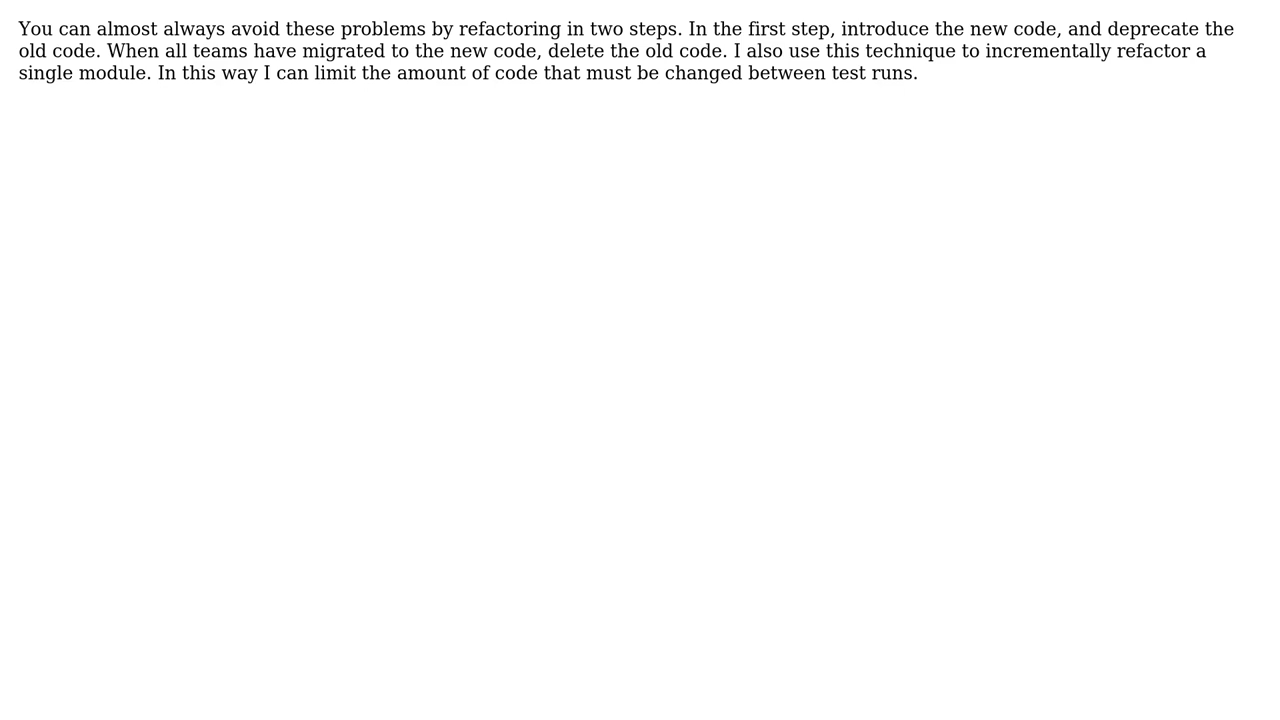 You can almost always avoid these problems by refactoring in two steps. In the first step, introduce the new code, and deprecate the
old code. When all teams have migrated to the new code, delete the old code. I also use this technique to incrementally refactor a
single module. In this way I can limit the amount of code that must be changed between test runs.